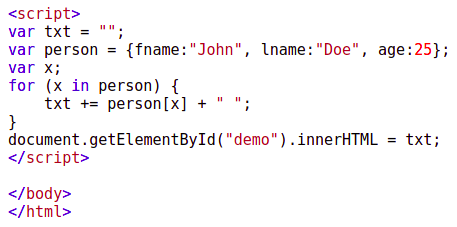 <script>
var txt = "";
var person = {fname:"John", lname:"Doe", age:25};
var x;
for (x in person) {
    txt += person[x] + " ";
}
document.getElementById("demo").innerHTML = txt;
</script>

</body>
</html>